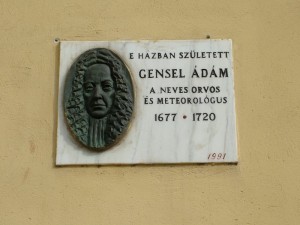 E HÁZBAN SZÜLETETT
GENSEL ÁDÁM
A NEVES ORVOS
ÉS METEOROLÓGUS
1677 • 1720
1991